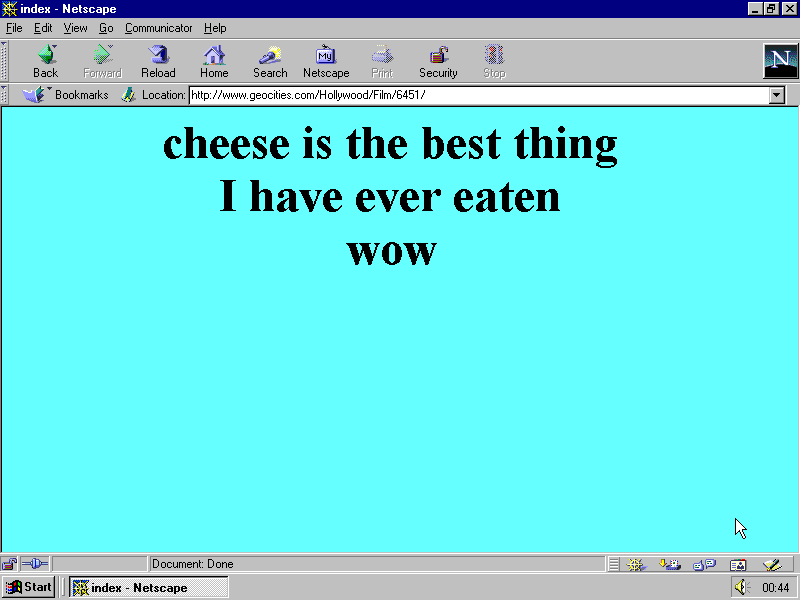 index - Netscape
File Edit View Go Communicator Help
Back Forward Reload Home Search Netscape Print Security Stop
My
N
Bookmarks Location: http://www.geocities.com/Hollywood/Film/6451/
cheese is the best thing
I have ever eaten
wow
Document: Done
Start index - Netscape 00:44